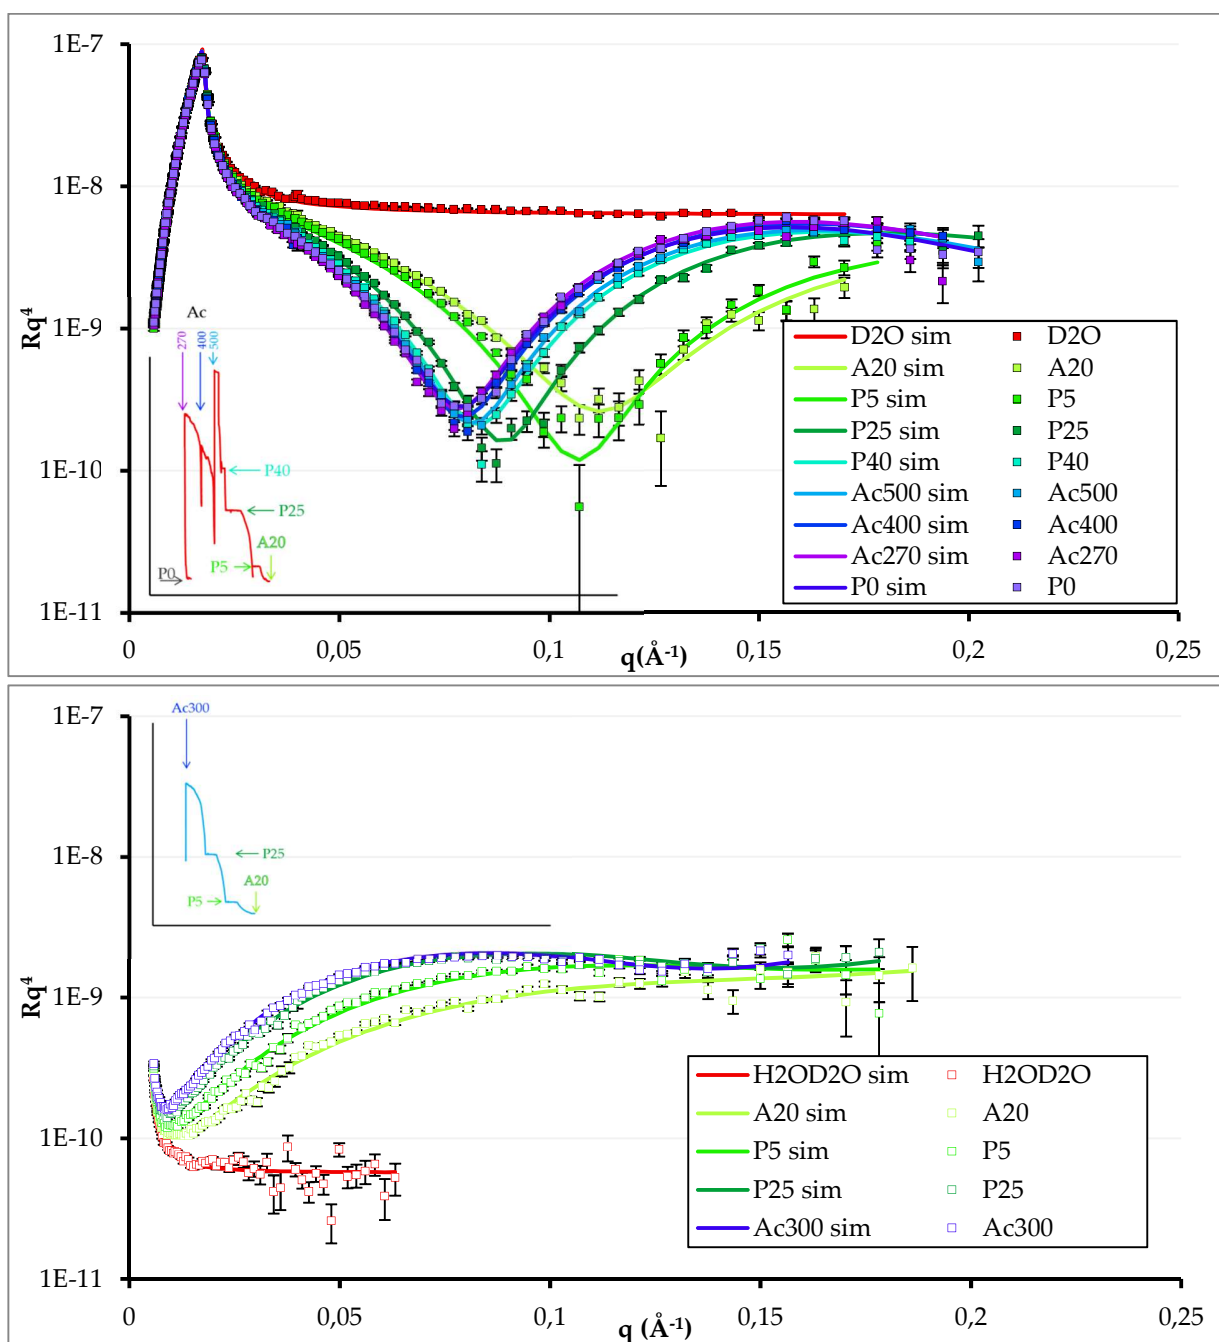 1E-7
1E-8
1E-9
1E-10
1E-11
Rq⁴
Ac
270
400
500
P40
P25
A20
P5
P0
D2O sim D2O
A20 sim A20
P5 sim P5
P25 sim P25
P40 sim P40
Ac500 sim Ac500
Ac400 sim Ac400
Ac270 sim Ac270
P0 sim P0
0 0,05 0,1 0,15 0,2 0,25
q(Å⁻¹)
1E-7
1E-8
1E-9
1E-10
1E-11
Rq⁴
Ac300
P25
A20
P5
H2OD2O sim H2OD2O
A20 sim A20
P5 sim P5
P25 sim P25
Ac300 sim Ac300
0 0,05 0,1 0,15 0,2 0,25
q (Å⁻¹)